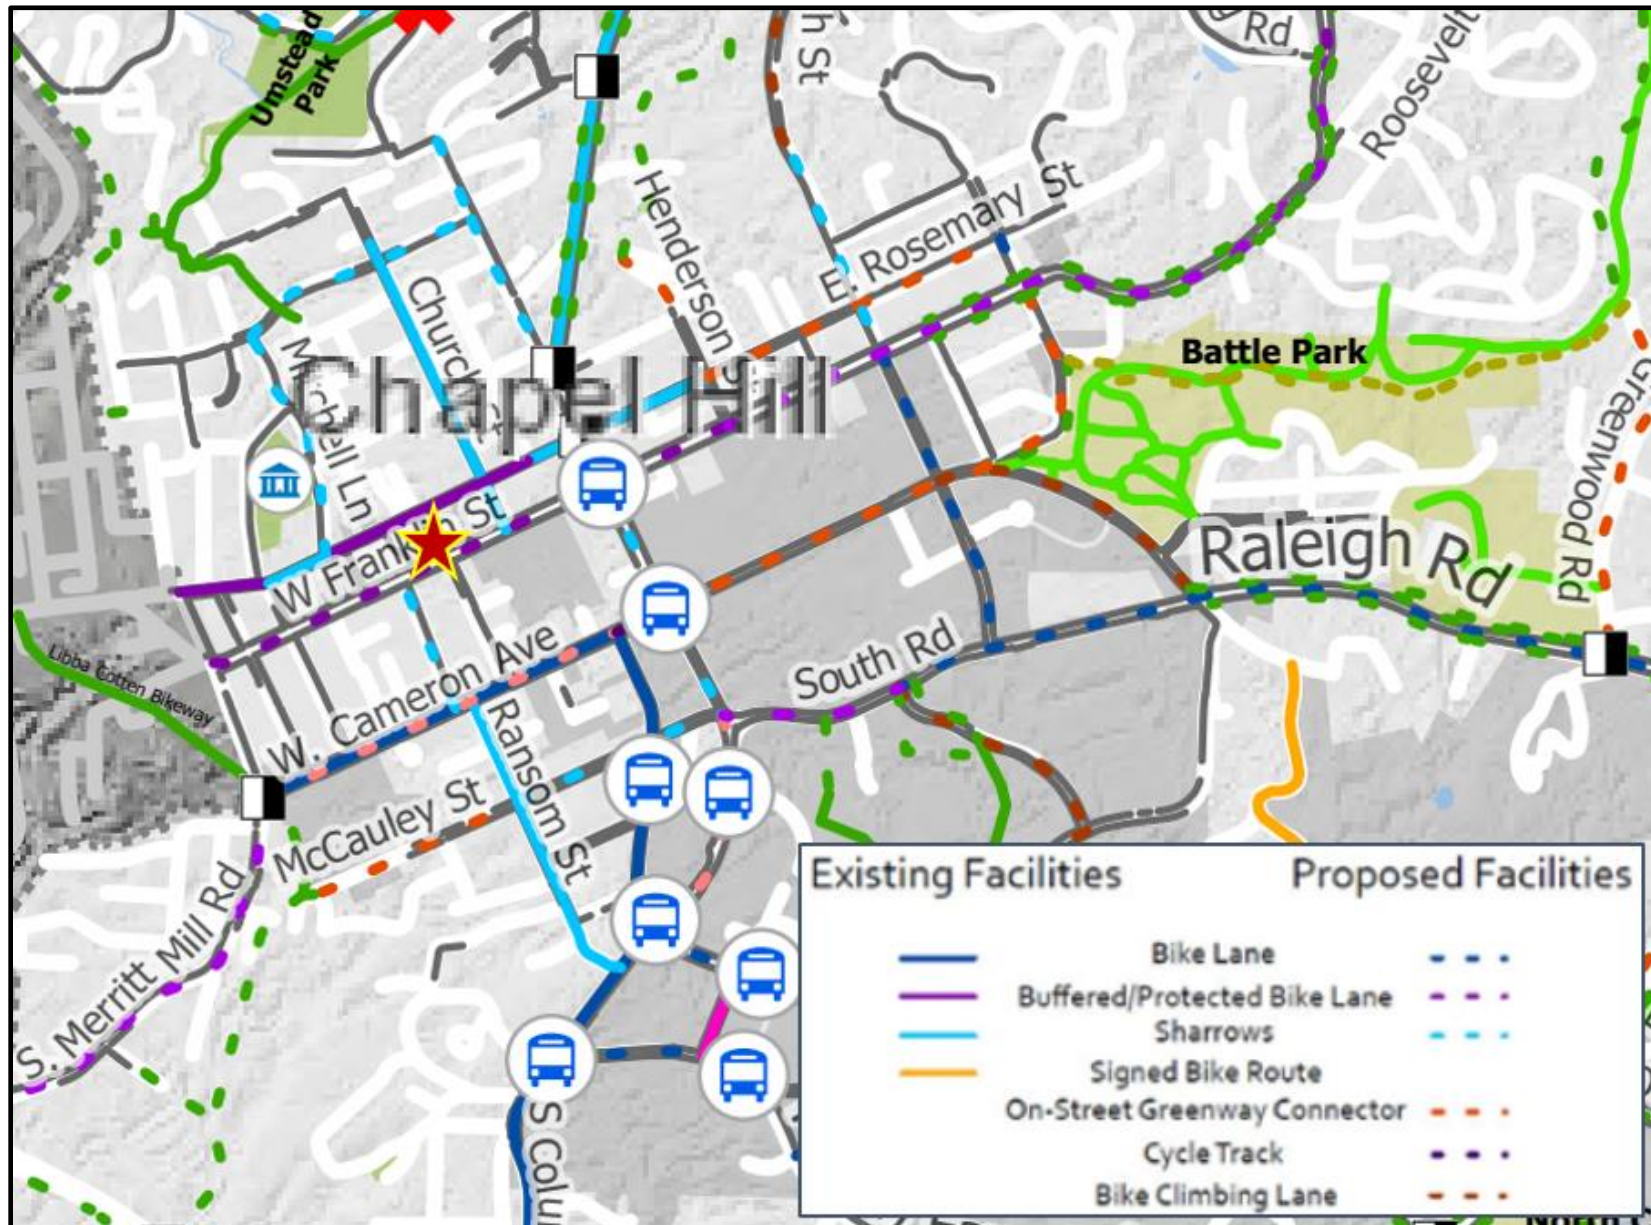 Umstead
Park
h St
Rd
Roosevelt
Henderson S
E. Rosemary St
Church St
Mitchell Ln
Chapel Hill
Battle Park
Greenwood Rd
W Franklin St
Raleigh Rd
Libba Cotten Bikeway
W. Cameron Ave
South Rd
Ransom St
McCauley St
S. Merritt Mill Rd
S Colu
Existing Facilities Proposed Facilities
Bike Lane
Buffered/Protected Bike Lane
Sharrows
Signed Bike Route
On-Street Greenway Connector
Cycle Track
Bike Climbing Lane